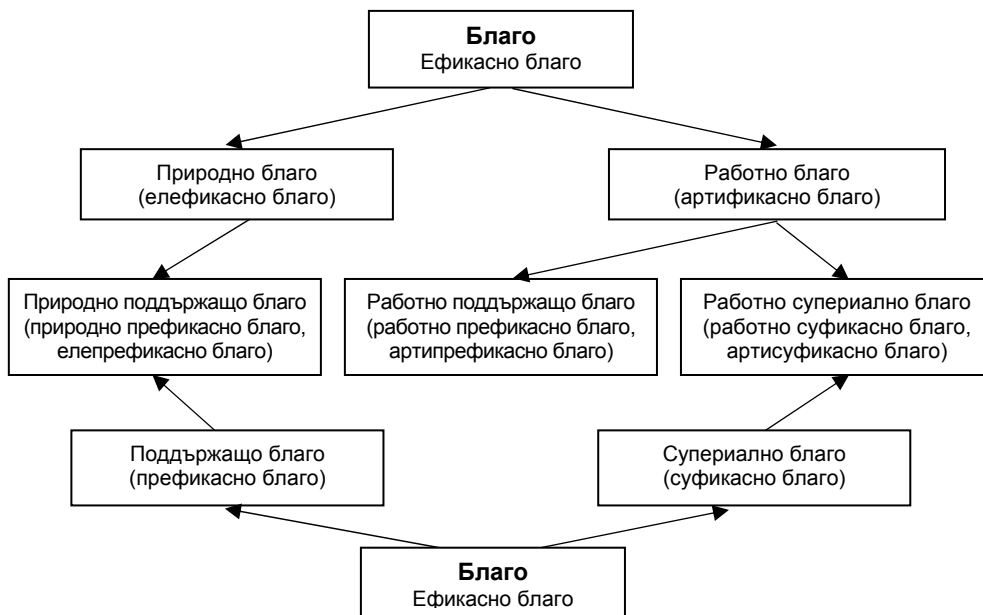 Благо
Ефикасно благо
Природно благо
(елефикасно благо)
Работно благо
(артификасно благо)
Природно поддържащо благо
(природно префикасно благо,
елепрефикасно благо)
Работно поддържащо благо
(работно префикасно благо,
артипрефикасно благо)
Работно супериално благо
(работно суфикасно благо,
артисуфикасно благо)
Поддържащо благо
(префикасно благо)
Супериално благо
(суфикасно благо)
Благо
Ефикасно благо